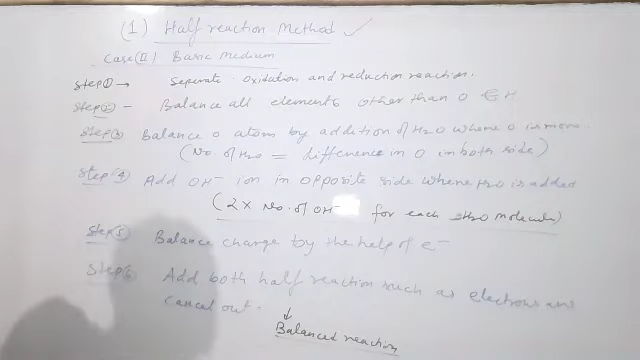 (1) Half reaction Method ✓
Case(II) Basic Medium
Step① → Seperate oxidation and reduction reaction.
Step② - Balance all elements other than O & H
Step③ Balance O atom by addition of H2O where O is more.
(No. of H2O = difference in O in both side)
Step④ Add OH- ion in opposite side where H2O is added
(2x No. of OH- for each H2O molecule)
Step⑤ Balance charge by the help of e-
Step⑥ Add both half reaction such as electrons are
cancel out.
↓
Balanced reaction